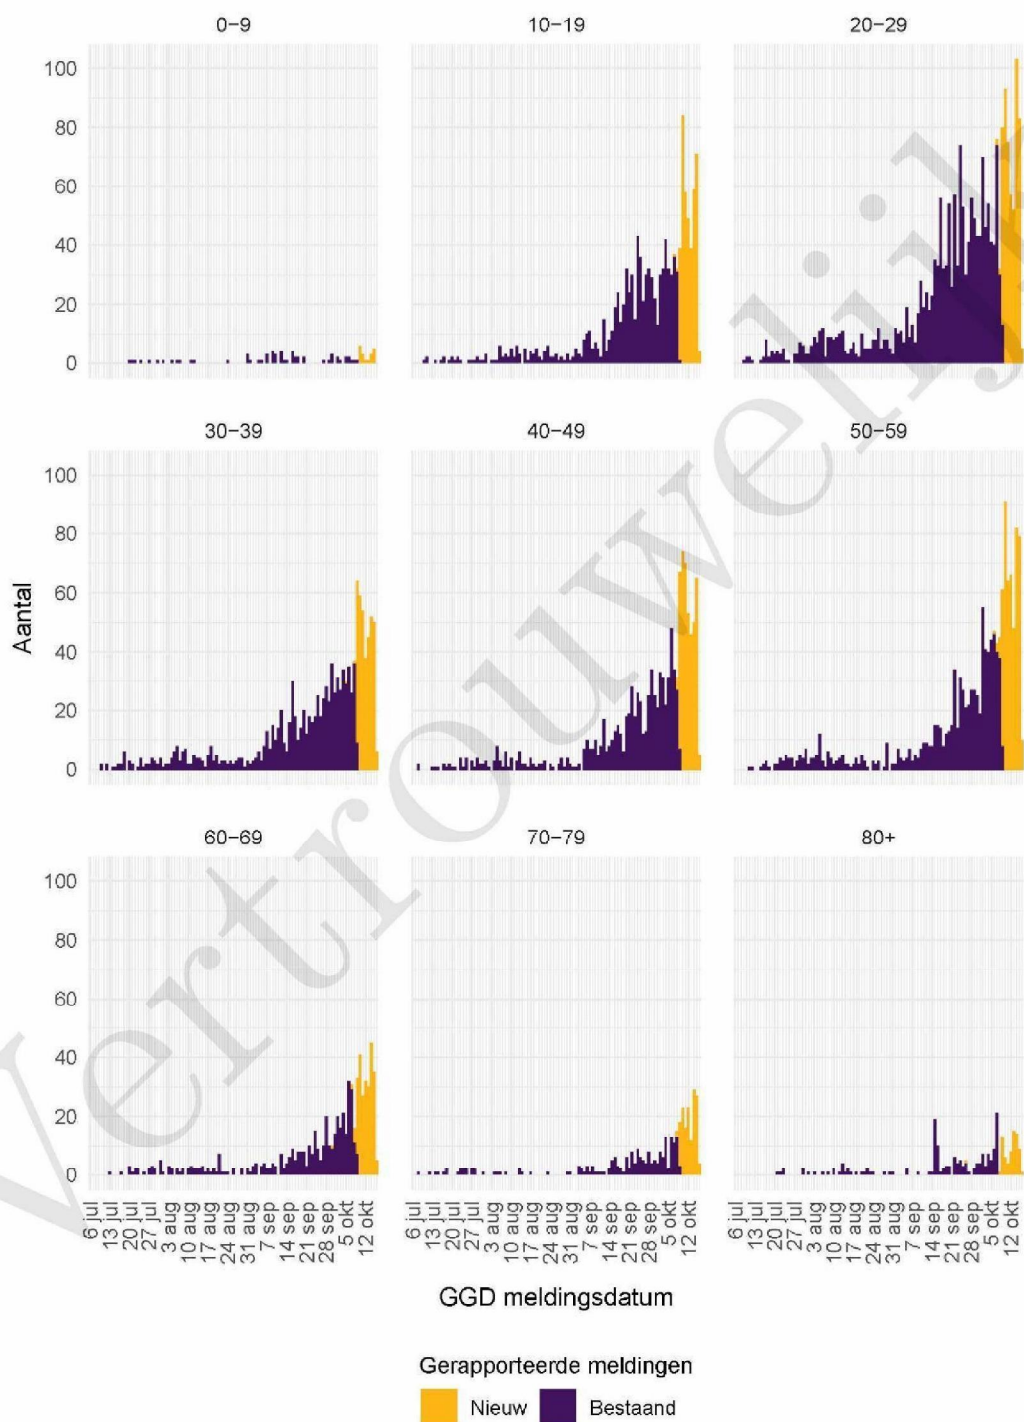 0−9 10−19 20−29
100
80
60
40
20
0
30−39 40−49 50−59
100
80
60
40
20
0
60−69 70−79 80+
100
80
60
40
20
0
Aantal
6 jul 13 jul 20 jul 27 jul 3 aug 10 aug 17 aug 24 aug 31 aug 7 sep 14 sep 21 sep 28 sep 5 okt 12 okt
6 jul 13 jul 20 jul 27 jul 3 aug 10 aug 17 aug 24 aug 31 aug 7 sep 14 sep 21 sep 28 sep 5 okt 12 okt
6 jul 13 jul 20 jul 27 jul 3 aug 10 aug 17 aug 24 aug 31 aug 7 sep 14 sep 21 sep 28 sep 5 okt 12 okt
GGD meldingsdatum
Gerapporteerde meldingen
Nieuw Bestaand
Vertrouwelijk